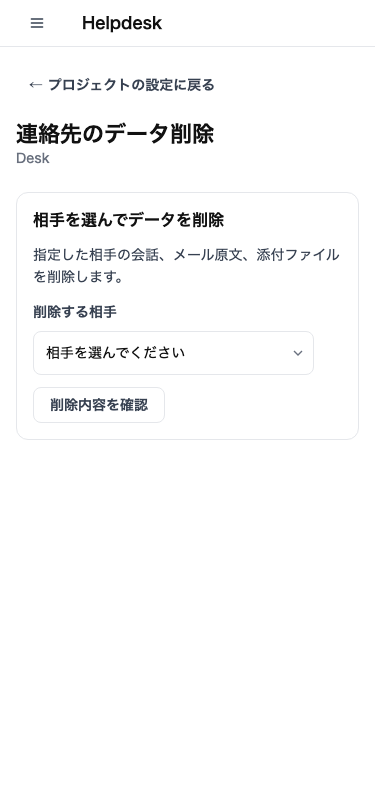 Helpdesk
← プロジェクトの設定に戻る
連絡先のデータ削除
Desk
相手を選んでデータを削除
指定した相手の会話、メール原文、添付ファイル
を削除します。
削除する相手
相手を選んでください
削除内容を確認